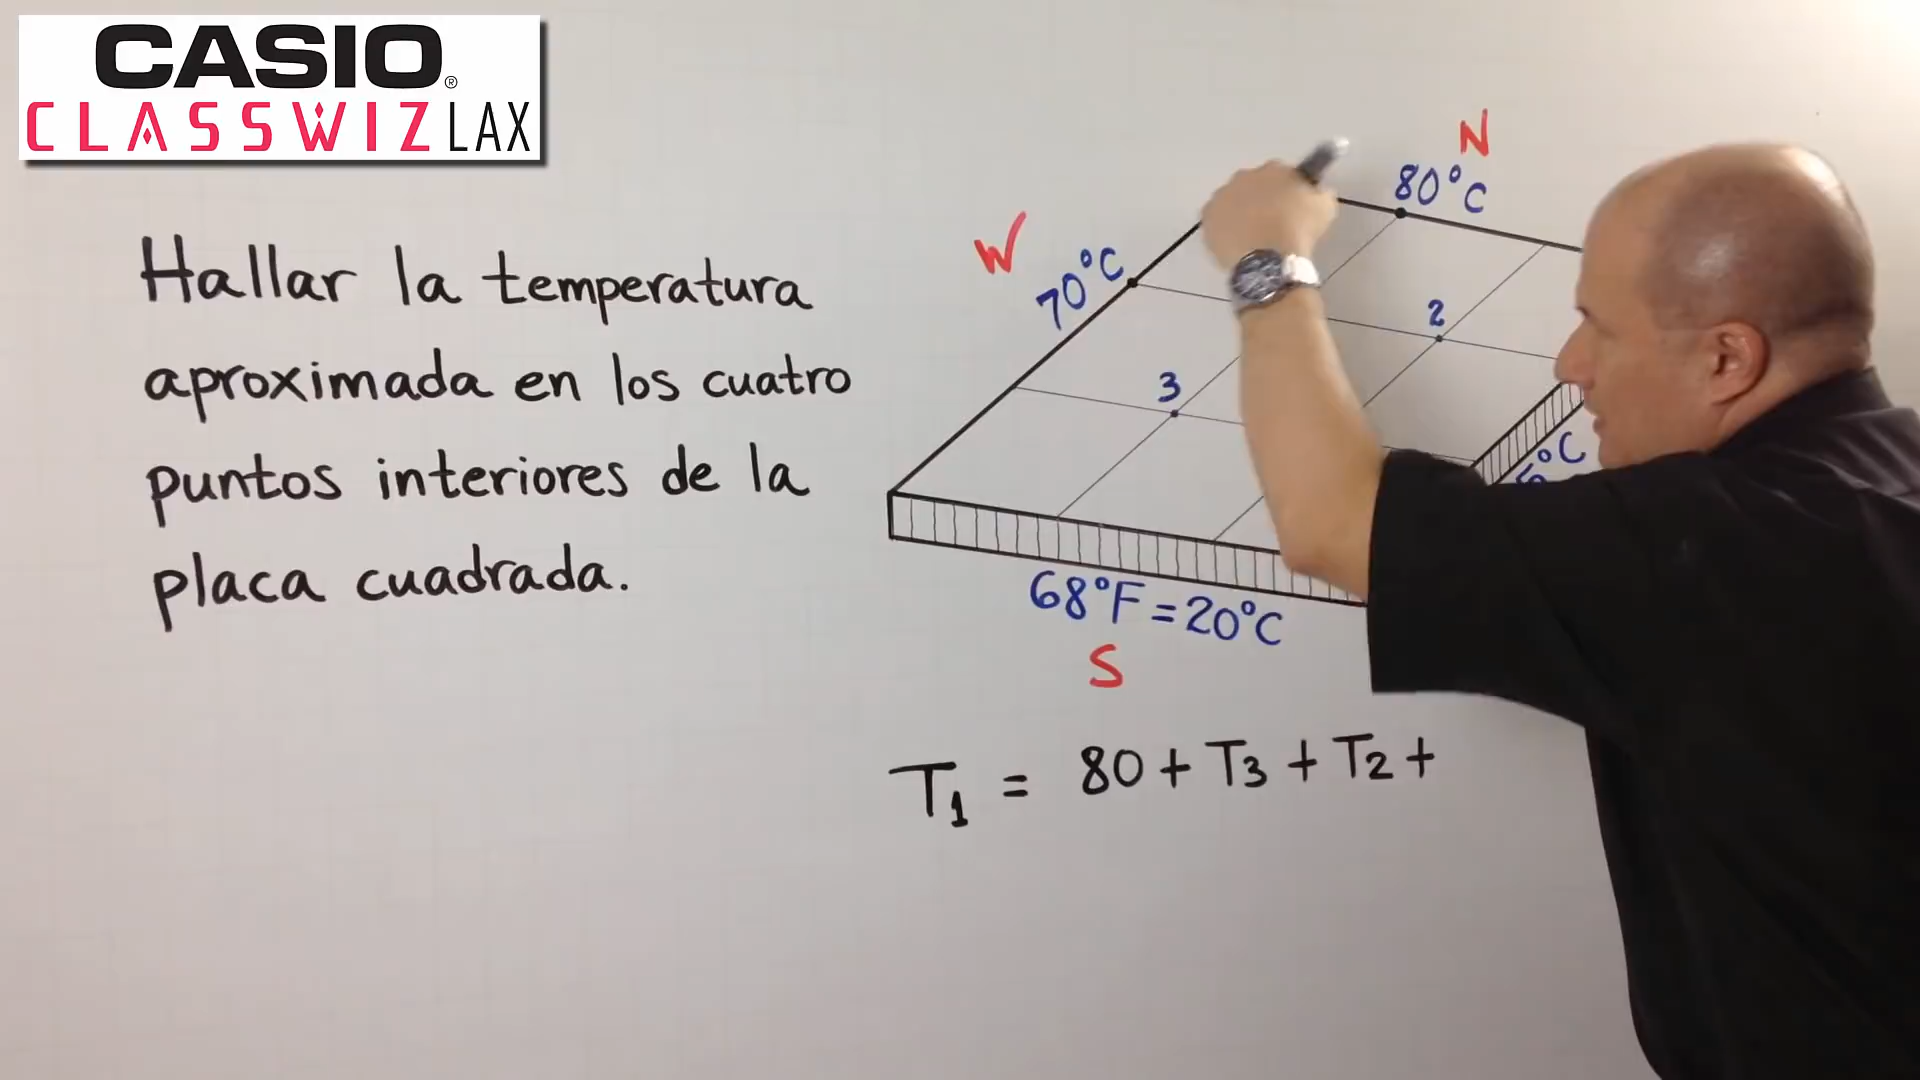 CASIO®
CLASSWIZ LAX
Hallar la temperatura
aproximada en los cuatro
puntos interiores de la
placa cuadrada.
N
80°C
W
70°C
2
3
5°C
68°F = 20°C
S
T1 = 80 + T3 + T2 +